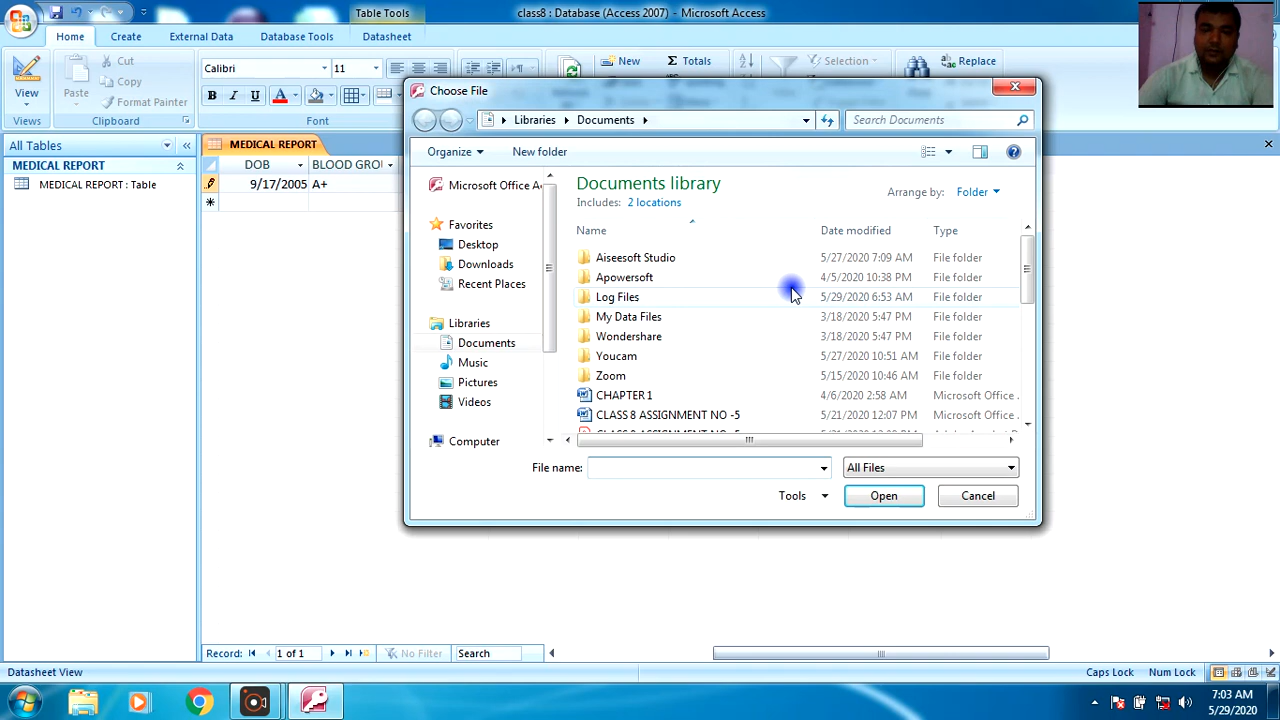 Table Tools
class8 : Database (Access 2007) - Microsoft Access
Home Create External Data Database Tools Datasheet
View
Views
Paste
Cut
Copy
Format Painter
Clipboard
Calibri 11
B I U A
Font
New
Σ Totals
Selection
Replace
All Tables
MEDICAL REPORT
MEDICAL REPORT : Table
MEDICAL REPORT
DOB BLOOD GROU
9/17/2005 A+
Choose File
Libraries Documents
Search Documents
Organize New folder
Microsoft Office A
Favorites
Desktop
Downloads
Recent Places
Libraries
Documents
Music
Pictures
Videos
Computer
Documents library
Includes: 2 locations
Arrange by: Folder
Name Date modified Type
Aiseesoft Studio 5/27/2020 7:09 AM File folder
Apowersoft 4/5/2020 10:38 PM File folder
Log Files 5/29/2020 6:53 AM File folder
My Data Files 3/18/2020 5:47 PM File folder
Wondershare 3/18/2020 5:47 PM File folder
Youcam 5/27/2020 10:51 AM File folder
Zoom 5/15/2020 10:46 AM File folder
CHAPTER 1 4/6/2020 2:58 AM Microsoft Office .
CLASS 8 ASSIGNMENT NO -5 5/21/2020 12:07 PM Microsoft Office .
File name:
All Files
Tools Open Cancel
Record: 1 of 1 No Filter Search
Datasheet View Caps Lock Num Lock
7:03 AM
5/29/2020